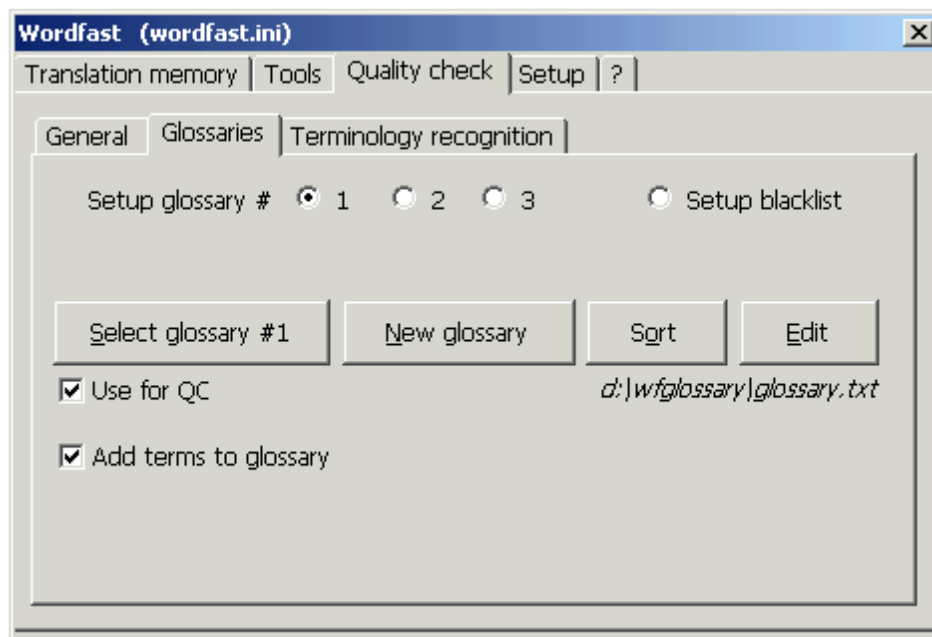 Wordfast (wordfast.ini)
Translation memory Tools Quality check Setup ?
General Glossaries Terminology recognition
Setup glossary # 1 2 3 Setup blacklist
Select glossary #1 New glossary Sort Edit
Use for QC d:\wfglossary\glossary.txt
Add terms to glossary